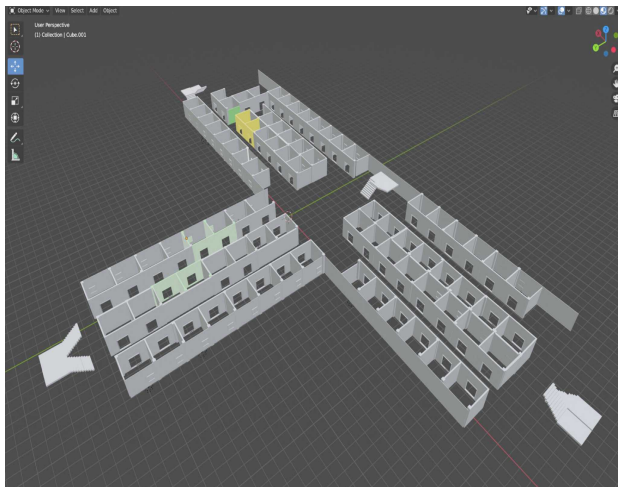 Object Mode View Select Add Object
User Perspective
(1) Collection | Cube.001